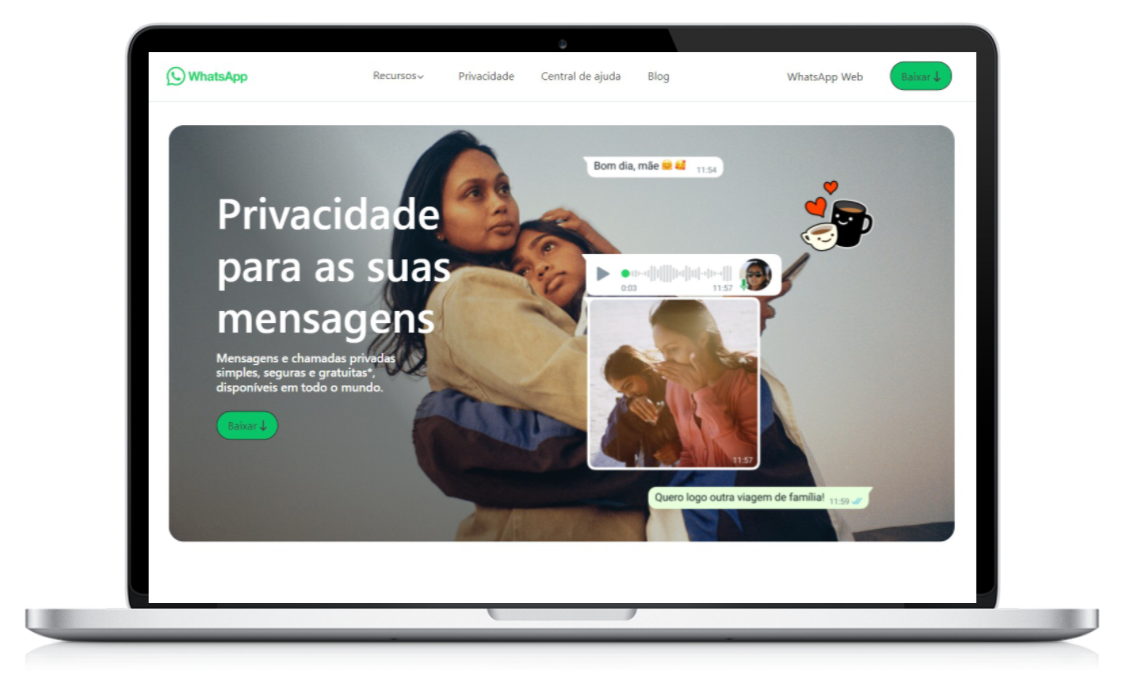 WhatsApp
Recursos
Privacidade
Central de ajuda
Blog
WhatsApp Web
Baixar
Privacidade
para as suas
mensagens
Mensagens e chamadas privadas
simples, seguras e gratuitas*,
disponíveis em todo o mundo.
Baixar
Bom dia, mãe 🤗 🥰 11:54
0:03 11:57
11:57
Quero logo outra viagem de família! 11:59